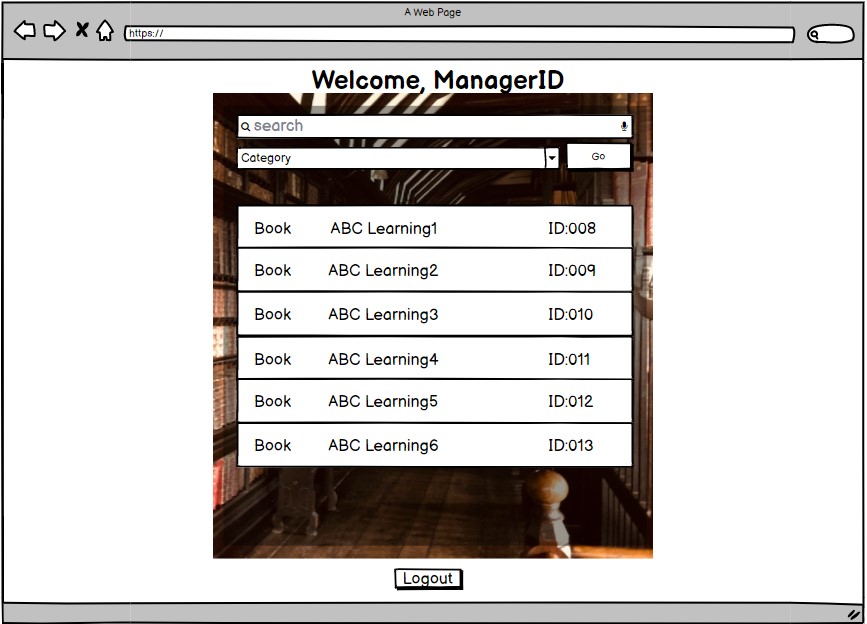 A Web Page
https://
Welcome, ManagerID
search
Category
Go
Book ABC Learning1 ID:008
Book ABC Learning2 ID:009
Book ABC Learning3 ID:010
Book ABC Learning4 ID:011
Book ABC Learning5 ID:012
Book ABC Learning6 ID:013
Logout